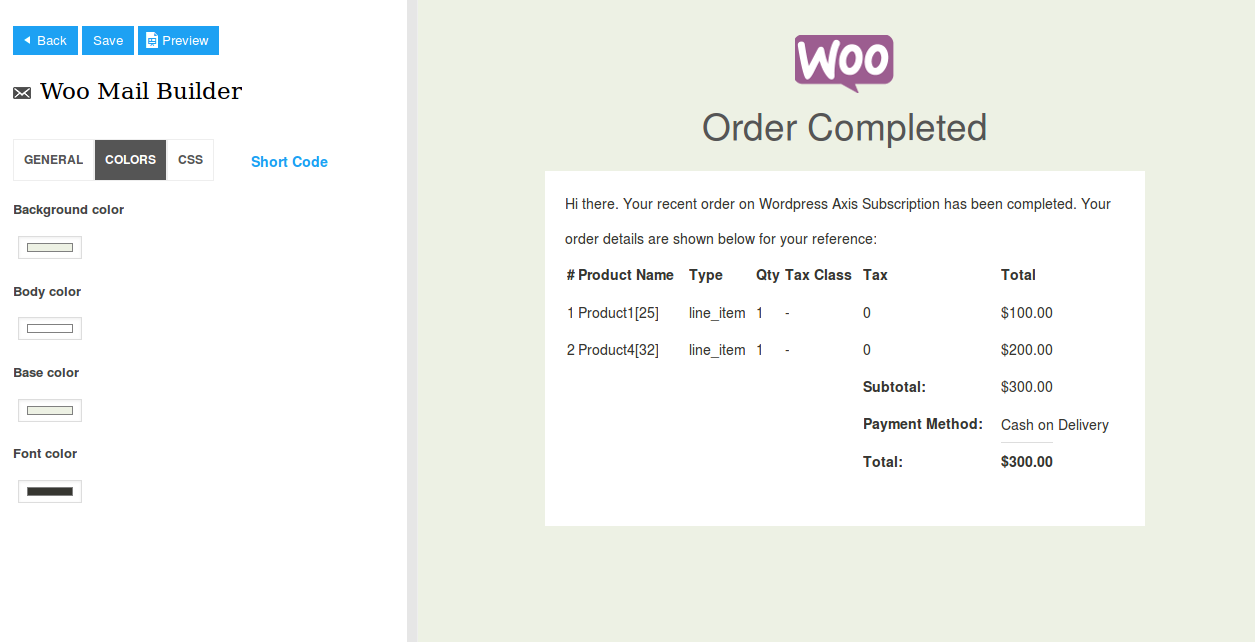 Back Save Preview
Woo Mail Builder
GENERAL COLORS CSS Short Code
Background color
Body color
Base color
Font color
WOO
Order Completed
Hi there. Your recent order on Wordpress Axis Subscription has been completed. Your
order details are shown below for your reference:
# Product Name Type Qty Tax Class Tax Total
1 Product1[25] line_item 1 - 0 $100.00
2 Product4[32] line_item 1 - 0 $200.00
Subtotal: $300.00
Payment Method: Cash on Delivery
Total: $300.00